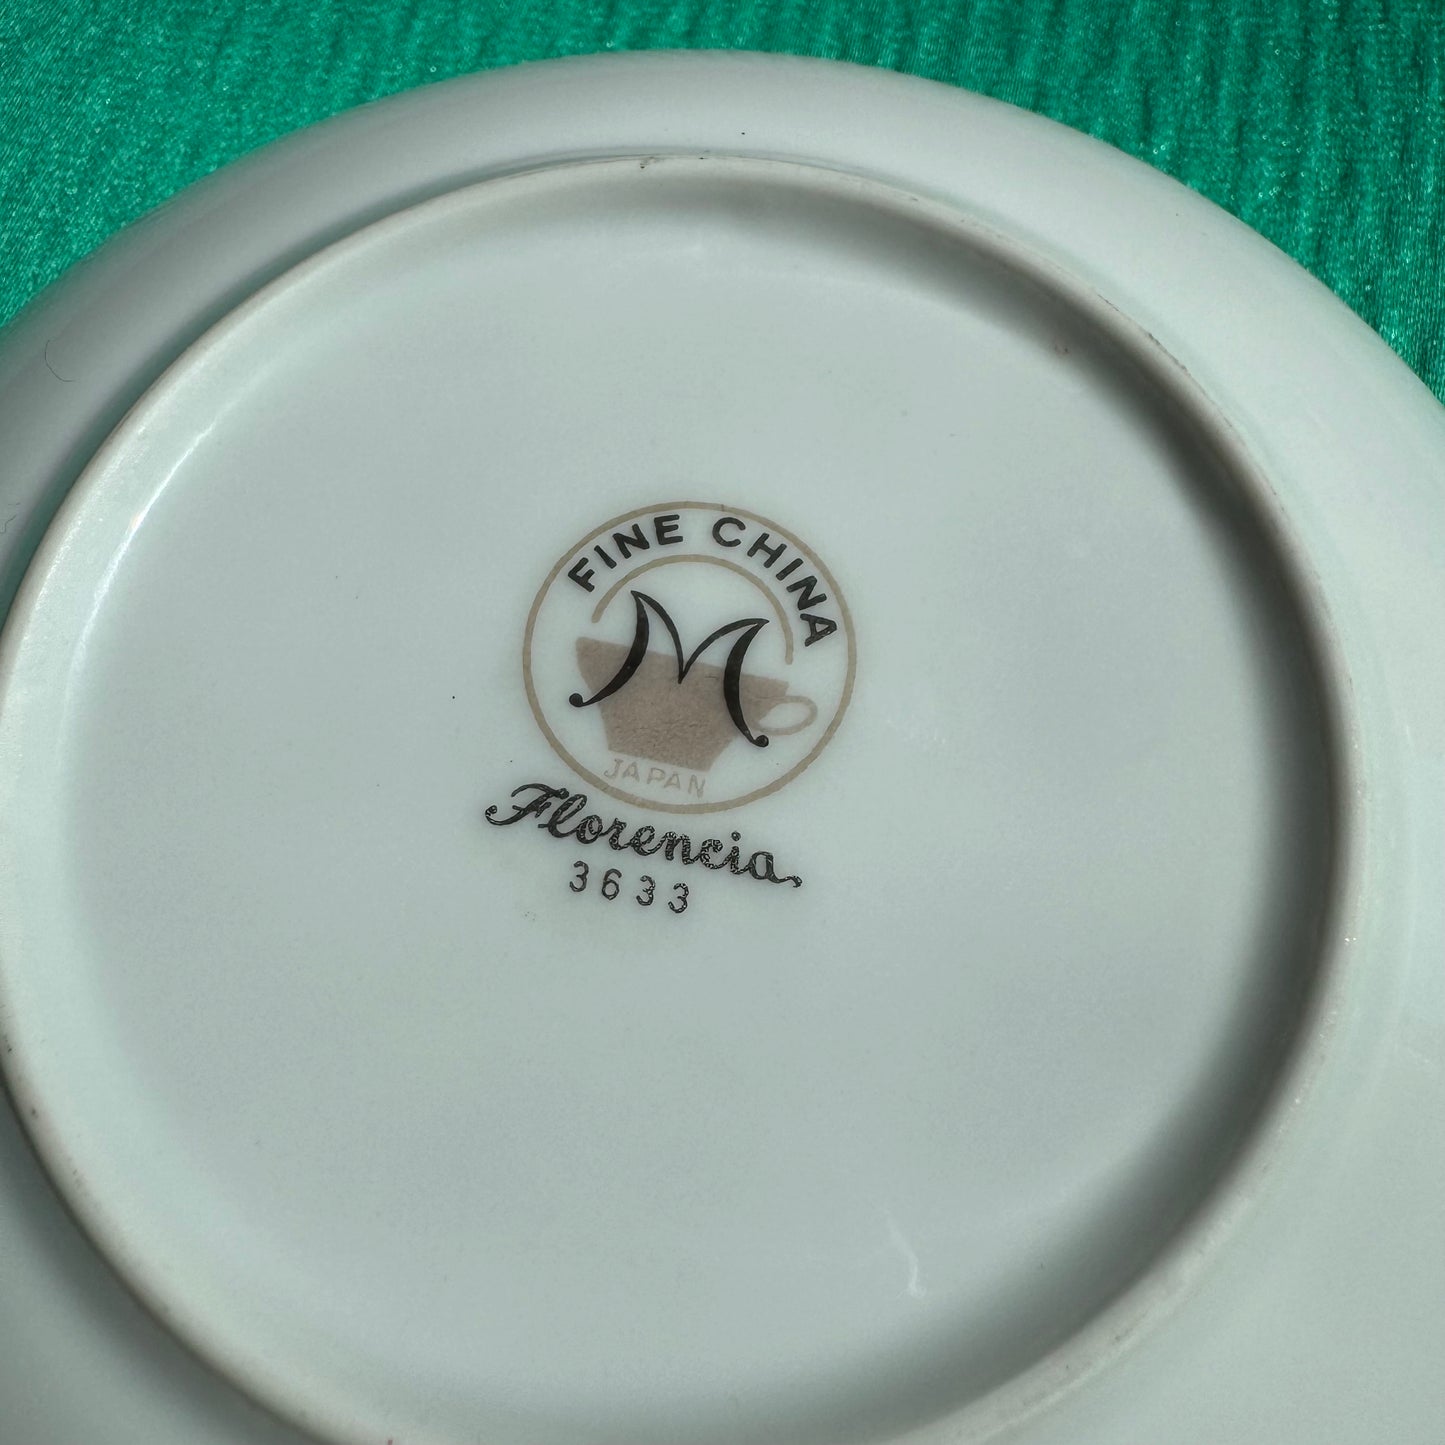 FINE CHINA
M
JAPAN
Florencia
3633